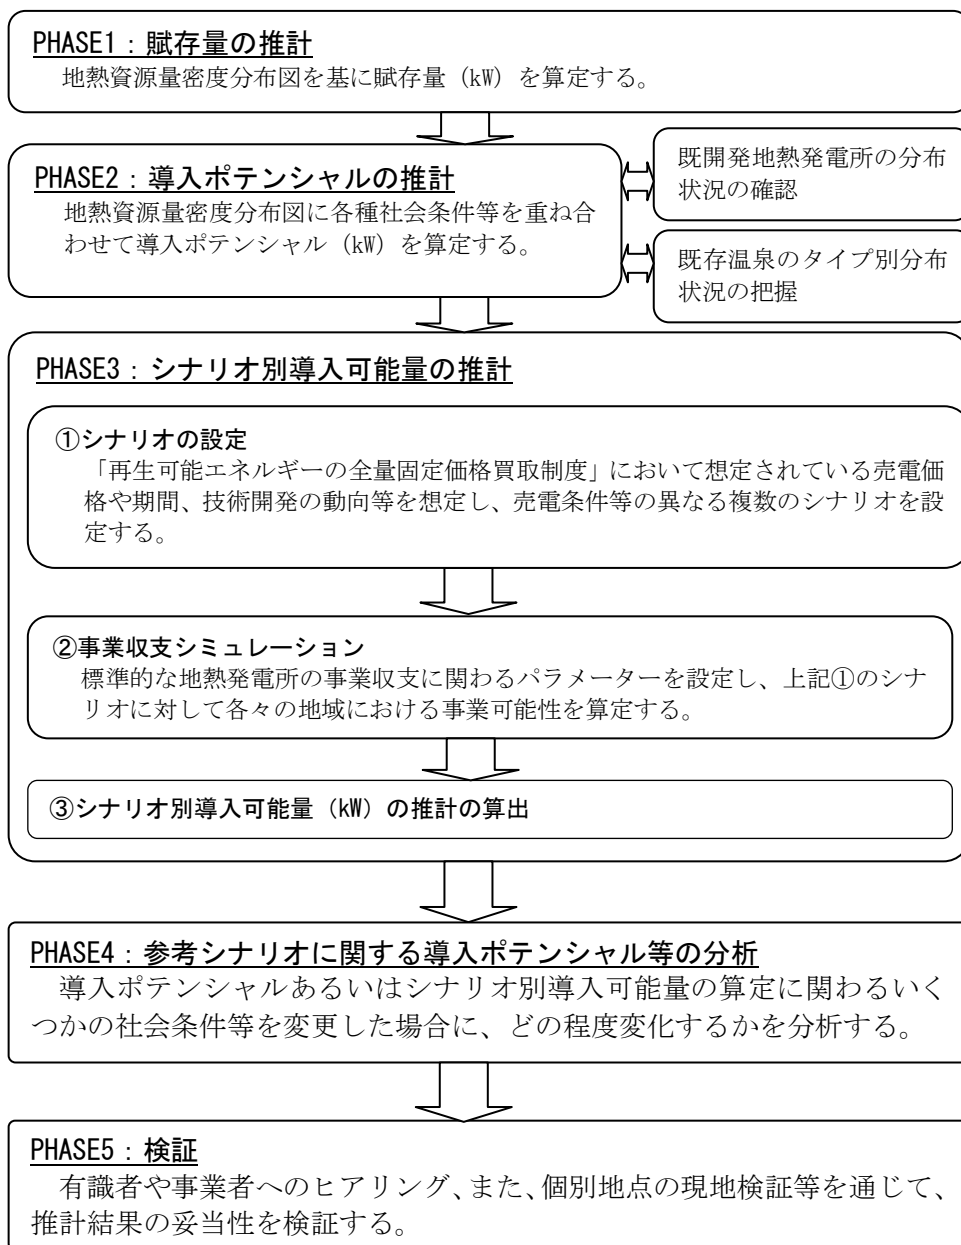 PHASE1：賦存量の推計
地熱資源量密度分布図を基に賦存量（kW）を算定する。
PHASE2：導入ポテンシャルの推計
地熱資源量密度分布図に各種社会条件等を重ね合
わせて導入ポテンシャル（kW）を算定する。
既開発地熱発電所の分布
状況の確認
既存温泉のタイプ別分布
状況の把握
PHASE3：シナリオ別導入可能量の推計
①シナリオの設定
「再生可能エネルギーの全量固定価格買取制度」において想定されている売電価
格や期間、技術開発の動向等を想定し、売電条件等の異なる複数のシナリオを設
定する。
②事業収支シミュレーション
標準的な地熱発電所の事業収支に関わるパラメーターを設定し、上記①のシナ
リオに対して各々の地域における事業可能性を算定する。
③シナリオ別導入可能量（kW）の推計の算出
PHASE4：参考シナリオに関する導入ポテンシャル等の分析
導入ポテンシャルあるいはシナリオ別導入可能量の算定に関わるいく
つかの社会条件等を変更した場合に、どの程度変化するかを分析する。
PHASE5：検証
有識者や事業者へのヒアリング、また、個別地点の現地検証等を通じて、
推計結果の妥当性を検証する。